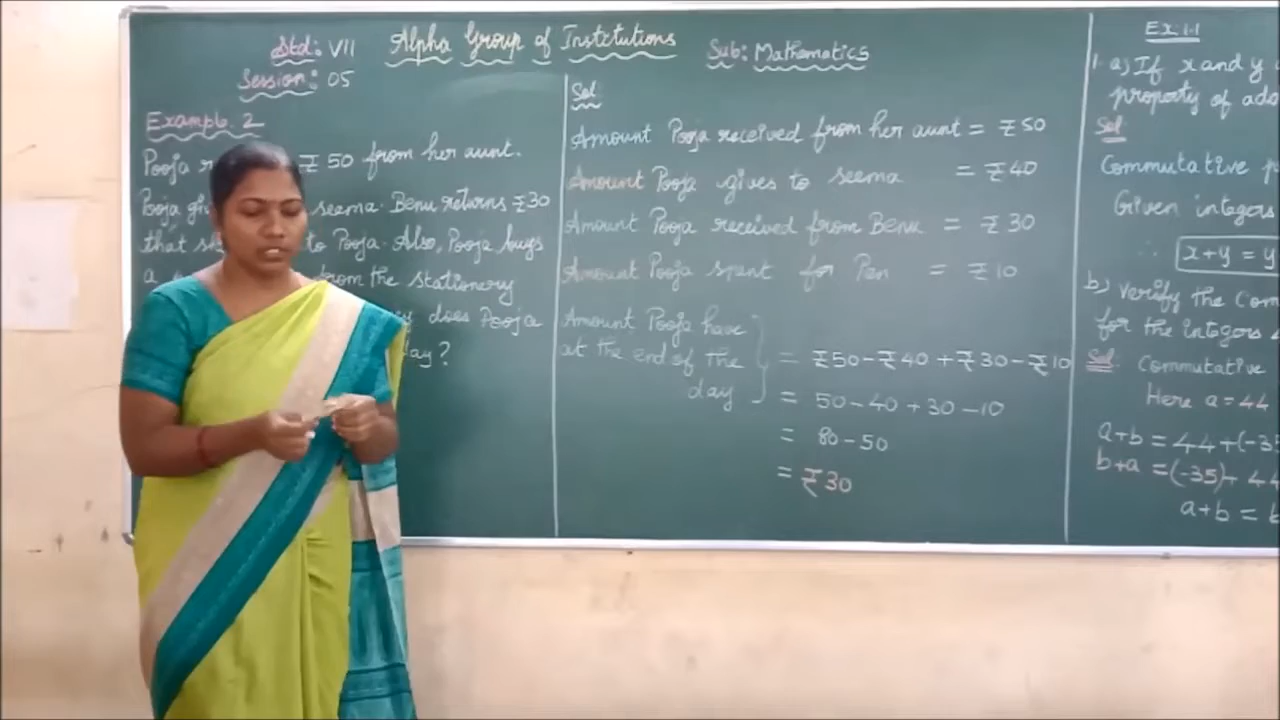 Std: VII Alpha Group of Institutions Sub: Mathematics
Session: 05
Example. 2
Pooja ₹ 50 from her aunt.
Pooja seema. Benu returns ₹30
that to Pooja. Also, Pooja buys
a from the stationery
does Pooja
day?
Sol
Amount Pooja received from her aunt = ₹50
Amount Pooja gives to seema = ₹40
Amount Pooja received from Benu = ₹30
Amount Pooja spent for Pen = ₹10
Amount Pooja have
at the end of the
day
= ₹50-₹40+₹30-₹10
= 50-40+30-10
= 80-50
= ₹30
Ex:1.1
1. a) If x and y
property of
Sol
Commutative
Given integers
∴ x+y = y
b) Verify the
for the integers
Sol. Commutative
Here a=44
a+b = 44+(-35
b+a =(-35)+44
a+b =